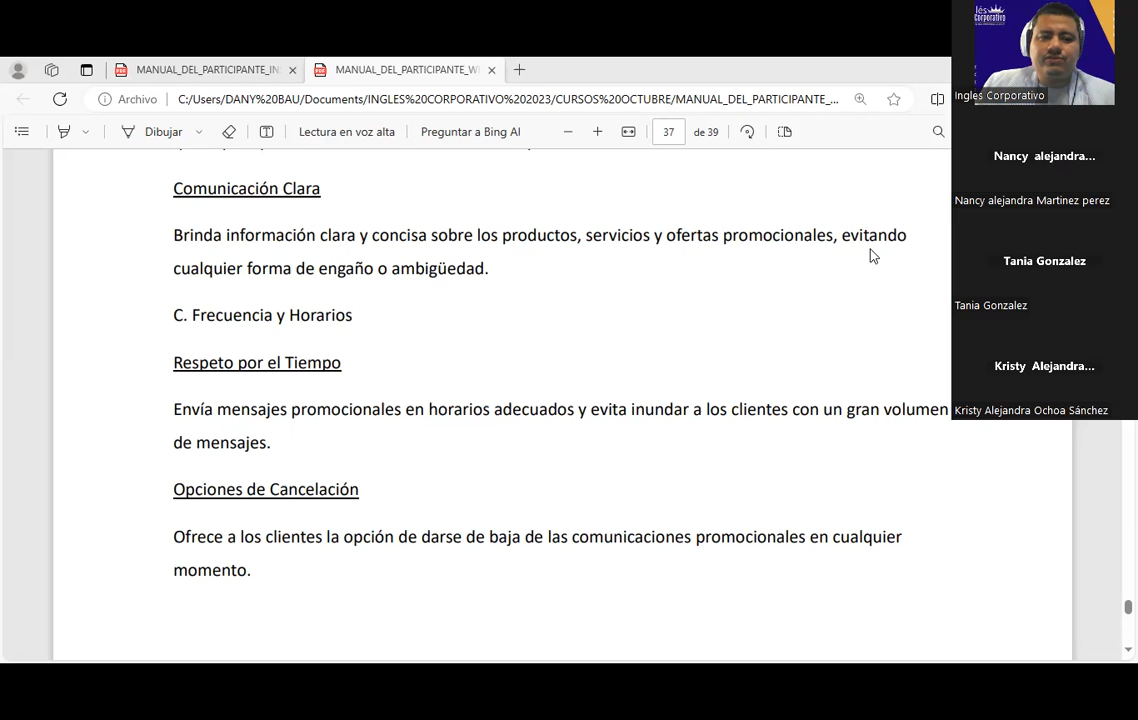 MANUAL_DEL_PARTICIPANTE_IN
MANUAL_DEL_PARTICIPANTE_WI
Archivo
C:/Users/DANY%20BAU/Documents/INGLES%20CORPORATIVO%202023/CURSOS%20OCTUBRE/MANUAL_DEL_PARTICIPANTE_...
Dibujar
Lectura en voz alta
Preguntar a Bing AI
37
de 39
Comunicación Clara
Brinda información clara y concisa sobre los productos, servicios y ofertas promocionales, evitando
cualquier forma de engaño o ambigüedad.
C. Frecuencia y Horarios
Respeto por el Tiempo
Envía mensajes promocionales en horarios adecuados y evita inundar a los clientes con un gran volumen
de mensajes.
Opciones de Cancelación
Ofrece a los clientes la opción de darse de baja de las comunicaciones promocionales en cualquier
momento.
Corporativo
Ingles Corporativo
Nancy alejandra...
Nancy alejandra Martinez perez
Tania Gonzalez
Tania Gonzalez
Kristy Alejandra...
Kristy Alejandra Ochoa Sánchez